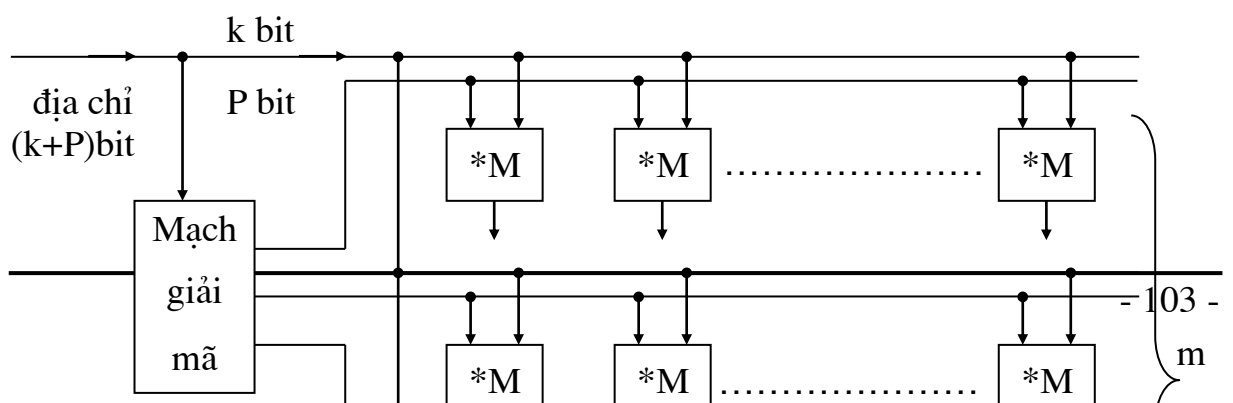 k bit
địa chỉ
(k+P)bit
P bit
*M
*M
.....................
*M
Mạch
giải
mã
- 103 -
m
*M
*M
.....................
*M